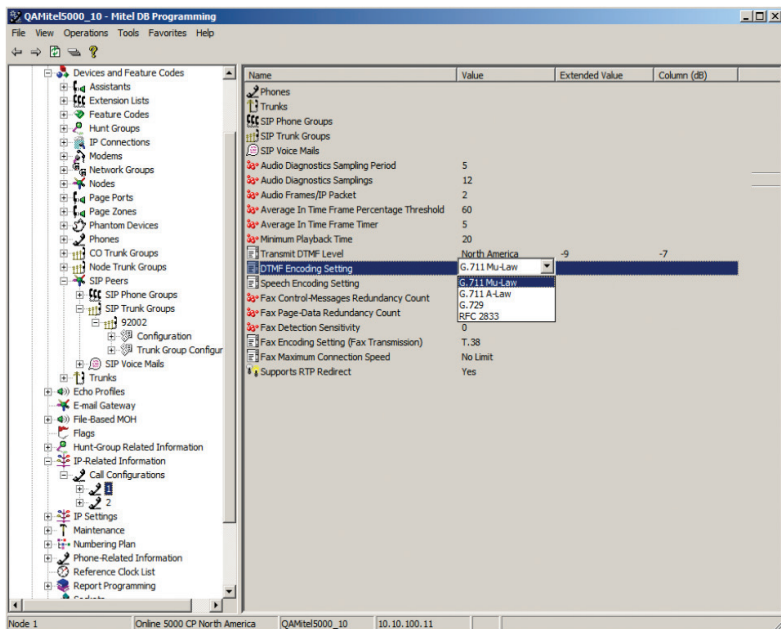 QAMitel5000_10 - Mitel DB Programming
File View Operations Tools Favorites Help
Devices and Feature Codes
Assistants
Extension Lists
Feature Codes
Hunt Groups
IP Connections
Modems
Network Groups
Nodes
Page Ports
Page Zones
Phantom Devices
Phones
CO Trunk Groups
Node Trunk Groups
SIP Peers
SIP Phone Groups
SIP Trunk Groups
92002
Configuration
Trunk Group Configur
SIP Voice Mails
Trunks
Echo Profiles
E-mail Gateway
File-Based MOH
Flags
Hunt-Group Related Information
IP-Related Information
Call Configurations
1
2
IP Settings
Maintenance
Numbering Plan
Phone-Related Information
Reference Clock List
Report Programming
Name Value Extended Value Column (dB)
Phones
Trunks
SIP Phone Groups
SIP Trunk Groups
SIP Voice Mails
Audio Diagnostics Sampling Period 5
Audio Diagnostics Samplings 12
Audio Frames/IP Packet 2
Average In Time Frame Percentage Threshold 60
Average In Time Frame Timer 5
Minimum Playback Time 20
Transmit DTMF Level North America -9 -7
DTMF Encoding Setting G.711 Mu-Law
Speech Encoding Setting G.711 Mu-Law
Fax Control-Messages Redundancy Count G.711 A-Law
G.729
Fax Page-Data Redundancy Count RFC 2833
Fax Detection Sensitivity 0
Fax Encoding Setting (Fax Transmission) T.38
Fax Maximum Connection Speed No Limit
Supports RTP Redirect Yes
Node 1 Online 5000 CP North America QAMitel5000_10 10.10.100.11